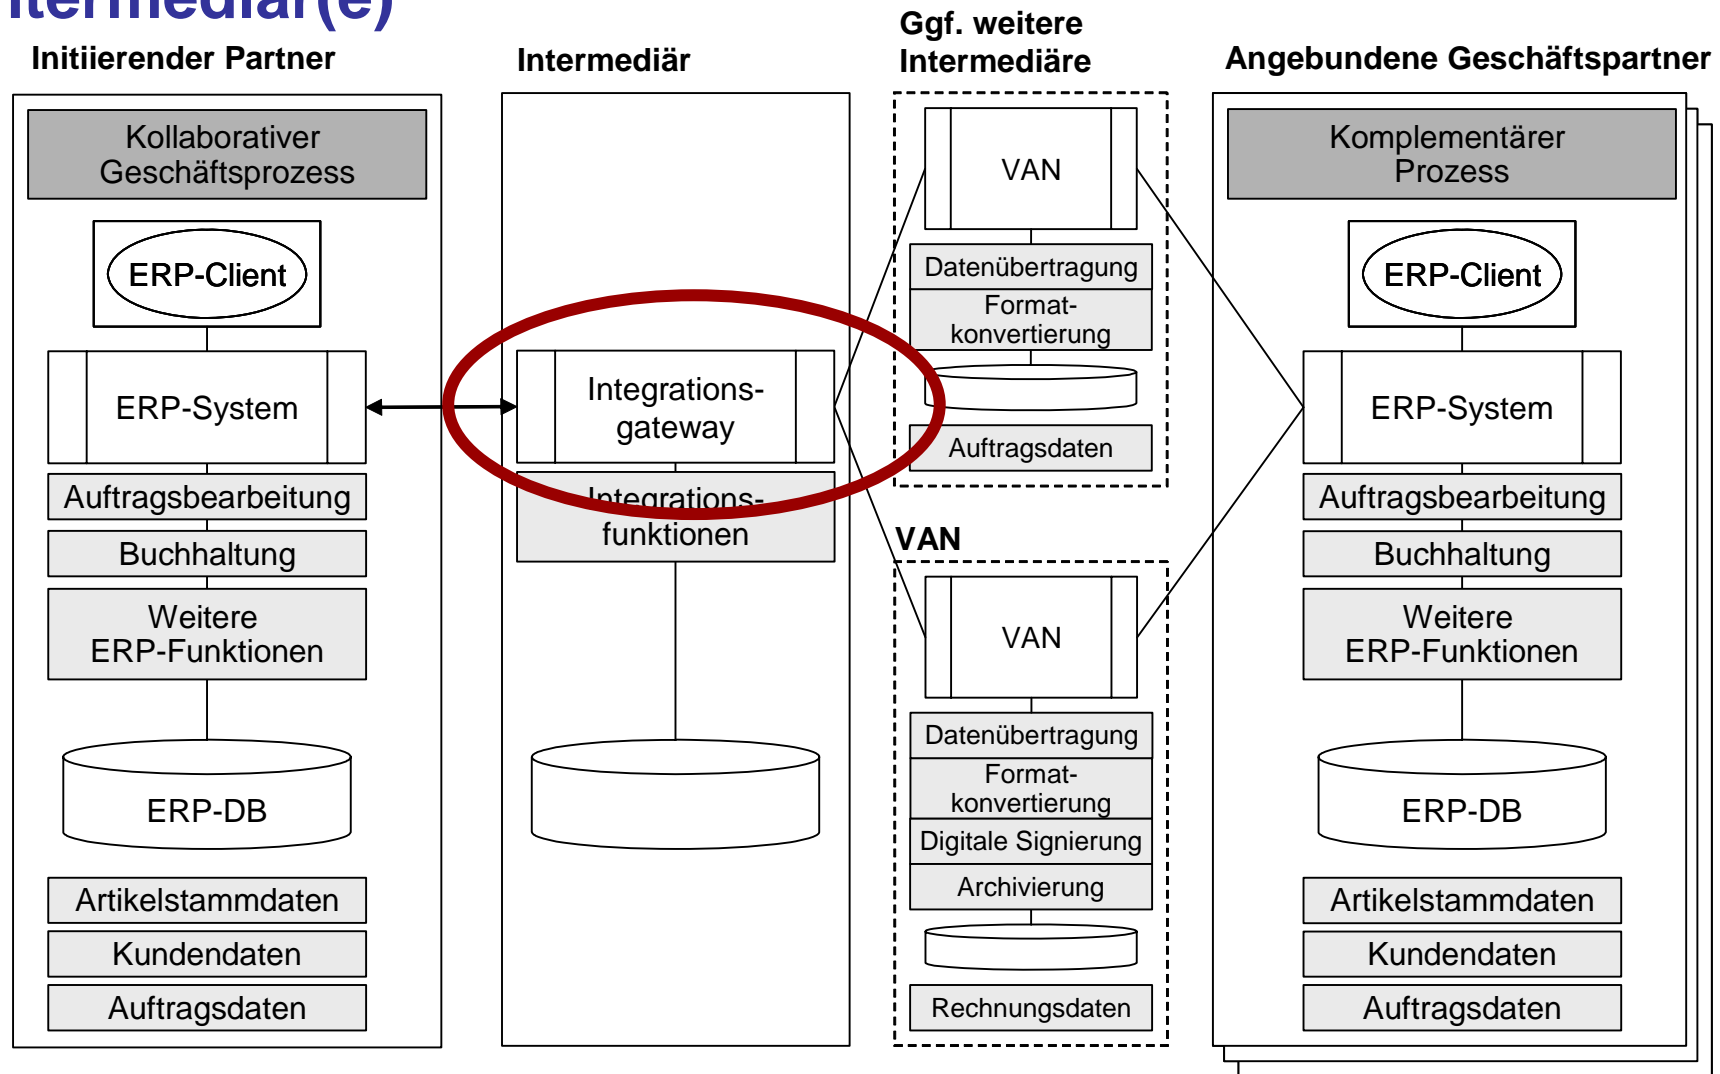 ntermediär(e)
Initiierender Partner
Intermediär
Ggf. weitere
Intermediäre
Angebundene Geschäftspartner
Kollaborativer
Geschäftsprozess
ERP-Client
ERP-System
Auftragsbearbeitung
Buchhaltung
Weitere
ERP-Funktionen
ERP-DB
Artikelstammdaten
Kundendaten
Auftragsdaten
Integrations-
gateway
Integrations-
funktionen
VAN
Datenübertragung
Format-
konvertierung
Auftragsdaten
VAN
VAN
Datenübertragung
Format-
konvertierung
Digitale Signierung
Archivierung
Rechnungsdaten
Komplementärer
Prozess
ERP-Client
ERP-System
Auftragsbearbeitung
Buchhaltung
Weitere
ERP-Funktionen
ERP-DB
Artikelstammdaten
Kundendaten
Auftragsdaten